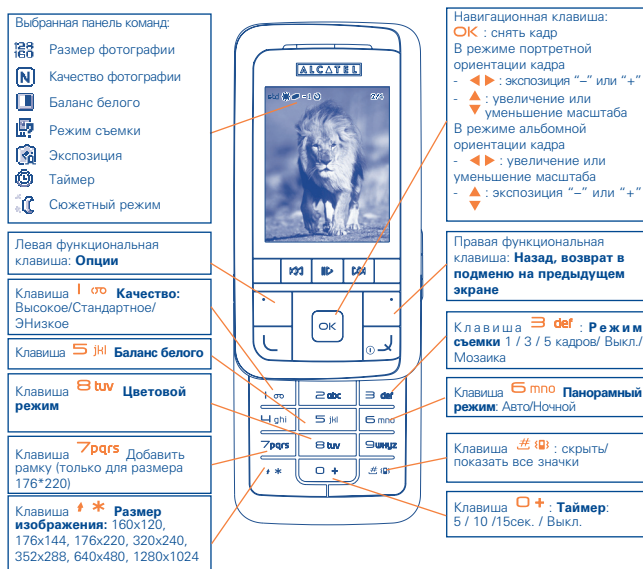 Выбранная панель команд:
Размер фотографии
N Качество фотографии
Баланс белого
Режим съемки
Экспозиция
Таймер
Сюжетный режим
Левая функциональная
клавиша: Опции
Клавиша 1 Качество:
Высокое/Стандартное/
ЭНизкое
Клавиша 5 jkl Баланс белого
Клавиша 8 tuv Цветовой
режим
Клавиша 7pqrs Добавить
рамку (только для размера
176*220)
Клавиша * Размер
изображения: 160x120,
176x144, 176x220, 320x240,
352x288, 640x480, 1280x1024
ALCATEL
std -1 2/4
OK
1 2 abc 3 def
4 ghi 5 jkl 6 mno
7pqrs 8 tuv 9wxyz
* 0 + #
Навигационная клавиша:
OK : снять кадр
В режиме портретной
ориентации кадра
- ◀ ▶ : экспозиция “–” или “+”
- ▲ : увеличение или
▼ уменьшение масштаба
В режиме альбомной
ориентации кадра
- ◀ ▶ : увеличение или
уменьшение масштаба
- ▲ : экспозиция “–” или “+”
▼
Правая функциональная
клавиша: Назад, возврат в
подменю на предыдущем
экране
Клавиша 3 def : Режим
съемки 1 / 3 / 5 кадров/ Выкл./
Мозаика
Клавиша 6 mno Панорамный
режим: Авто/Ночной
Клавиша # : скрыть/
показать все значки
Клавиша 0 + : Таймер:
5 / 10 /15сек. / Выкл.